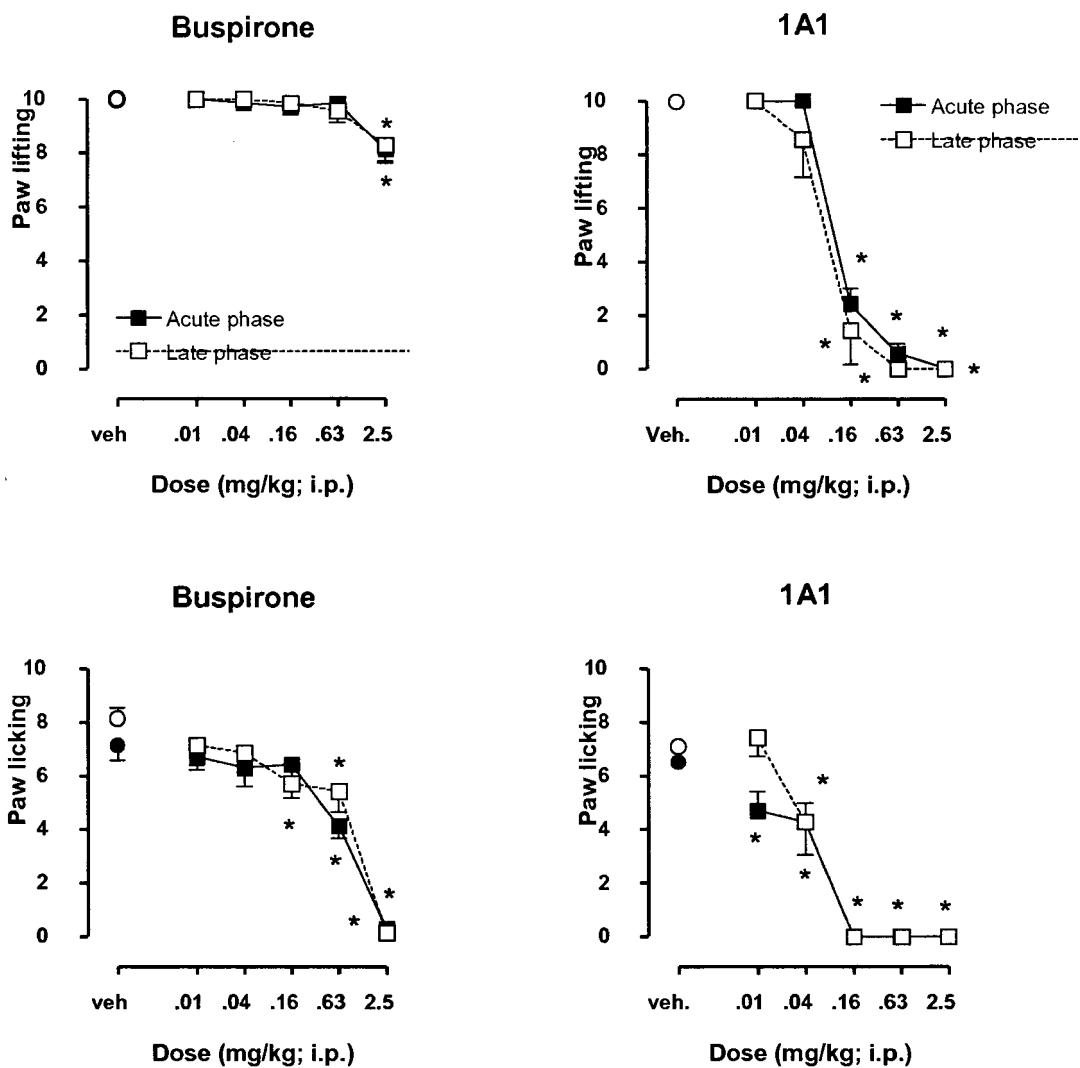 Buspirone
10
8
6
4
2
0
Paw lifting
Acute phase
Late phase
veh .01 .04 .16 .63 2.5
Dose (mg/kg; i.p.)
1A1
10
8
6
4
2
0
Paw lifting
Acute phase
Late phase
Veh. .01 .04 .16 .63 2.5
Dose (mg/kg; i.p.)
Buspirone
10
8
6
4
2
0
Paw licking
veh .01 .04 .16 .63 2.5
Dose (mg/kg; i.p.)
1A1
10
8
6
4
2
0
Paw licking
veh. .01 .04 .16 .63 2.5
Dose (mg/kg; i.p.)